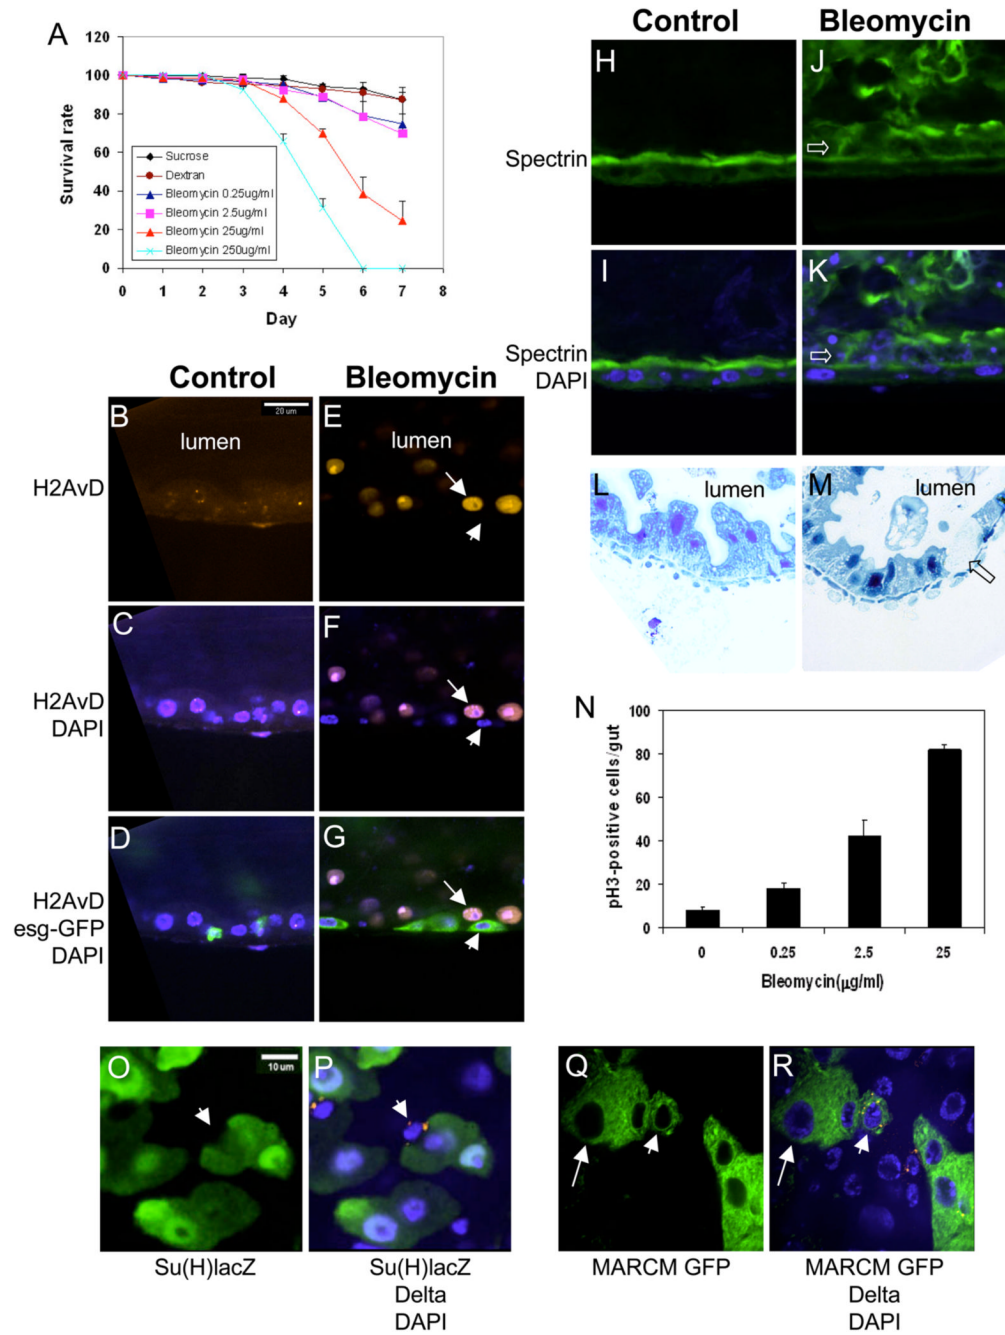 A
120
100
80
60
40
20
0
Survival rate
Sucrose
Dextran
Bleomycin 0.25ug/ml
Bleomycin 2.5ug/ml
Bleomycin 25ug/ml
Bleomycin 250ug/ml
0 1 2 3 4 5 6 7 8
Day
Control Bleomycin
H J
Spectrin
I K
Spectrin
DAPI
L lumen
M lumen
Control Bleomycin
B 20 um
lumen
E
lumen
H2AvD
C F
H2AvD
DAPI
D G
H2AvD
esg-GFP
DAPI
N
100
80
60
40
20
0
pH3-positive cells/gut
0 0.25 2.5 25
Bleomycin(µg/ml)
O 10 um
P
Su(H)lacZ
Su(H)lacZ
Delta
DAPI
Q R
MARCM GFP
MARCM GFP
Delta
DAPI